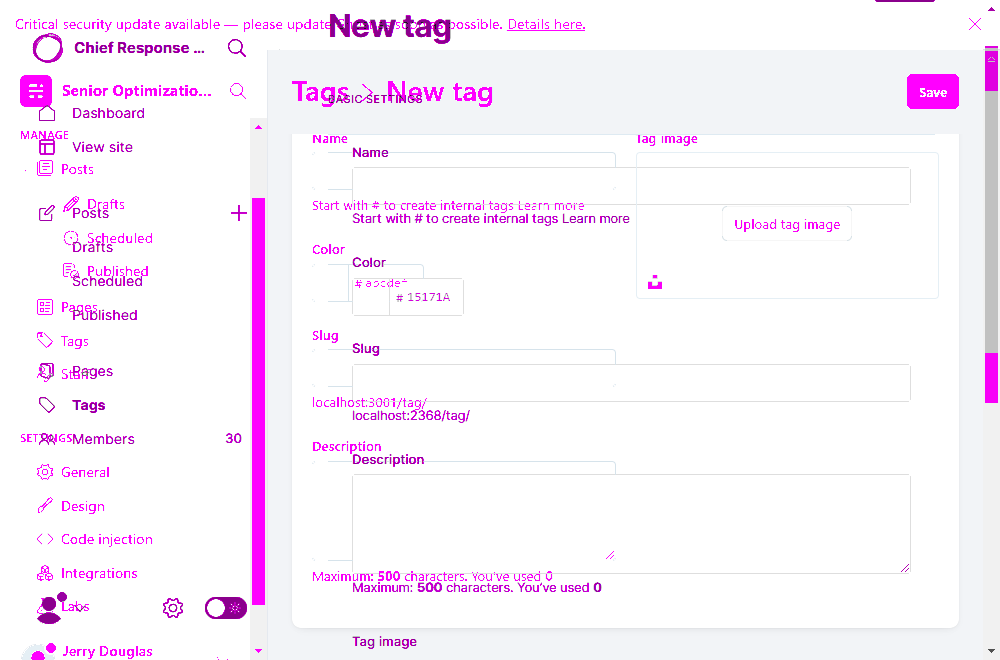 Critical security update available — please update as soon as possible. Details here.
New tag
Chief Response ...
Senior Optimizatio...
Tags > New tag
Save
BASIC SETTINGS
Dashboard
MANAGE
View site
Posts
Drafts
Posts
Scheduled
Drafts
Published
Scheduled
Pages
Published
Tags
Staff
Pages
Tags
SETTINGS
Members
30
General
Design
Code injection
Integrations
Labs
Jerry Douglas
Name
Tag image
Name
Start with # to create internal tags Learn more
Start with # to create internal tags Learn more
Upload tag image
Color
Color
# abcdef
# 15171A
Slug
Slug
localhost:3001/tag/
localhost:2368/tag/
Description
Description
Maximum: 500 characters. You've used 0
Maximum: 500 characters. You’ve used 0
Tag image